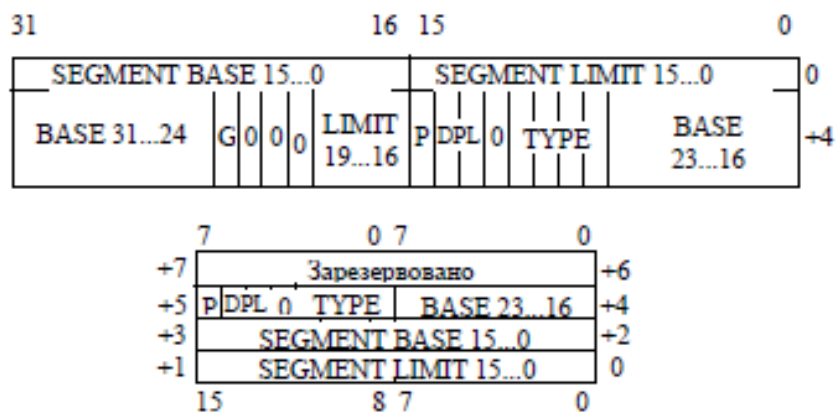 31 16 15 0
SEGMENT BASE 15...0 SEGMENT LIMIT 15...0 0
BASE 31...24 G 0 0 0 LIMIT 19...16 P DPL 0 TYPE BASE 23...16 +4
7 0 7 0
+7 Зарезервовано +6
+5 P DPL 0 TYPE BASE 23...16 +4
+3 SEGMENT BASE 15...0 +2
+1 SEGMENT LIMIT 15...0 0
15 8 7 0